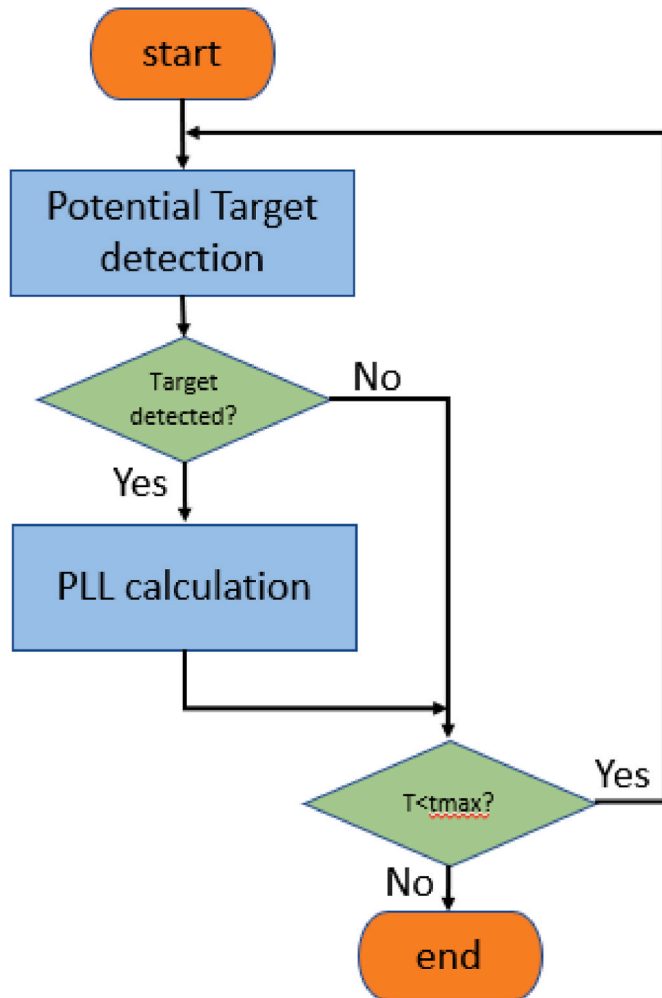 start
Potential Target
detection
Target
detected?
No
Yes
PLL calculation
T<tmax?
Yes
No
end